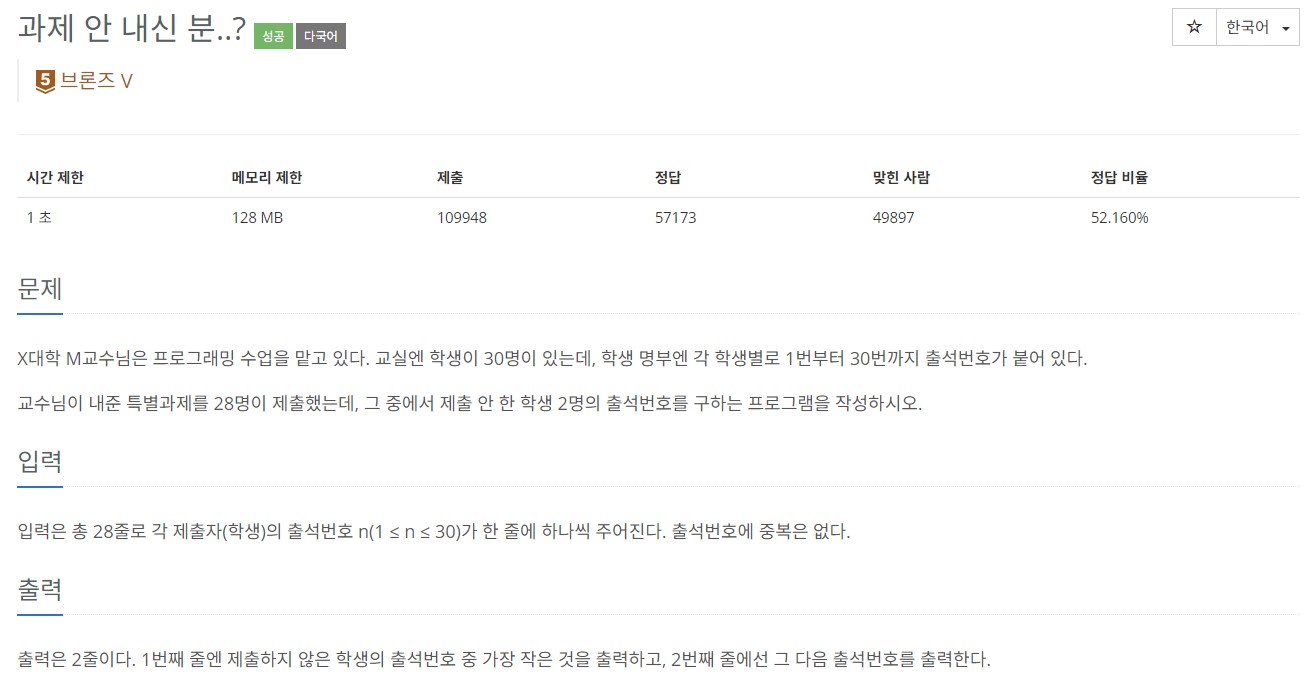 과제 안 내신 분..? 성공 다국어
☆ 한국어
5 브론즈 V
시간 제한 메모리 제한 제출 정답 맞힌 사람 정답 비율
1 초 128 MB 109948 57173 49897 52.160%
문제
X대학 M교수님은 프로그래밍 수업을 맡고 있다. 교실엔 학생이 30명이 있는데, 학생 명부엔 각 학생별로 1번부터 30번까지 출석번호가 붙어 있다.
교수님이 내준 특별과제를 28명이 제출했는데, 그 중에서 제출 안 한 학생 2명의 출석번호를 구하는 프로그램을 작성하시오.
입력
입력은 총 28줄로 각 제출자(학생)의 출석번호 n(1 ≤ n ≤ 30)가 한 줄에 하나씩 주어진다. 출석번호에 중복은 없다.
출력
출력은 2줄이다. 1번째 줄엔 제출하지 않은 학생의 출석번호 중 가장 작은 것을 출력하고, 2번째 줄에선 그 다음 출석번호를 출력한다.